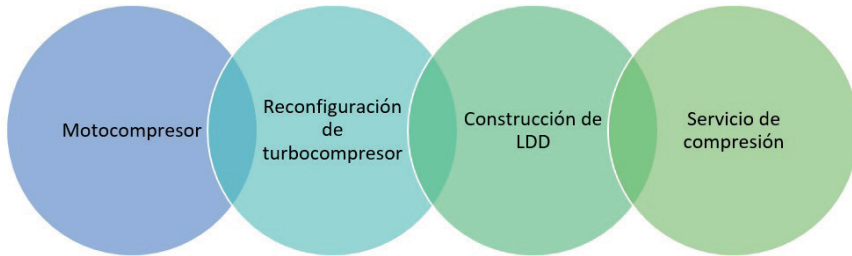 Motocompresor
Reconfiguración
de
turbocompresor
Construcción de
LDD
Servicio de
compresión